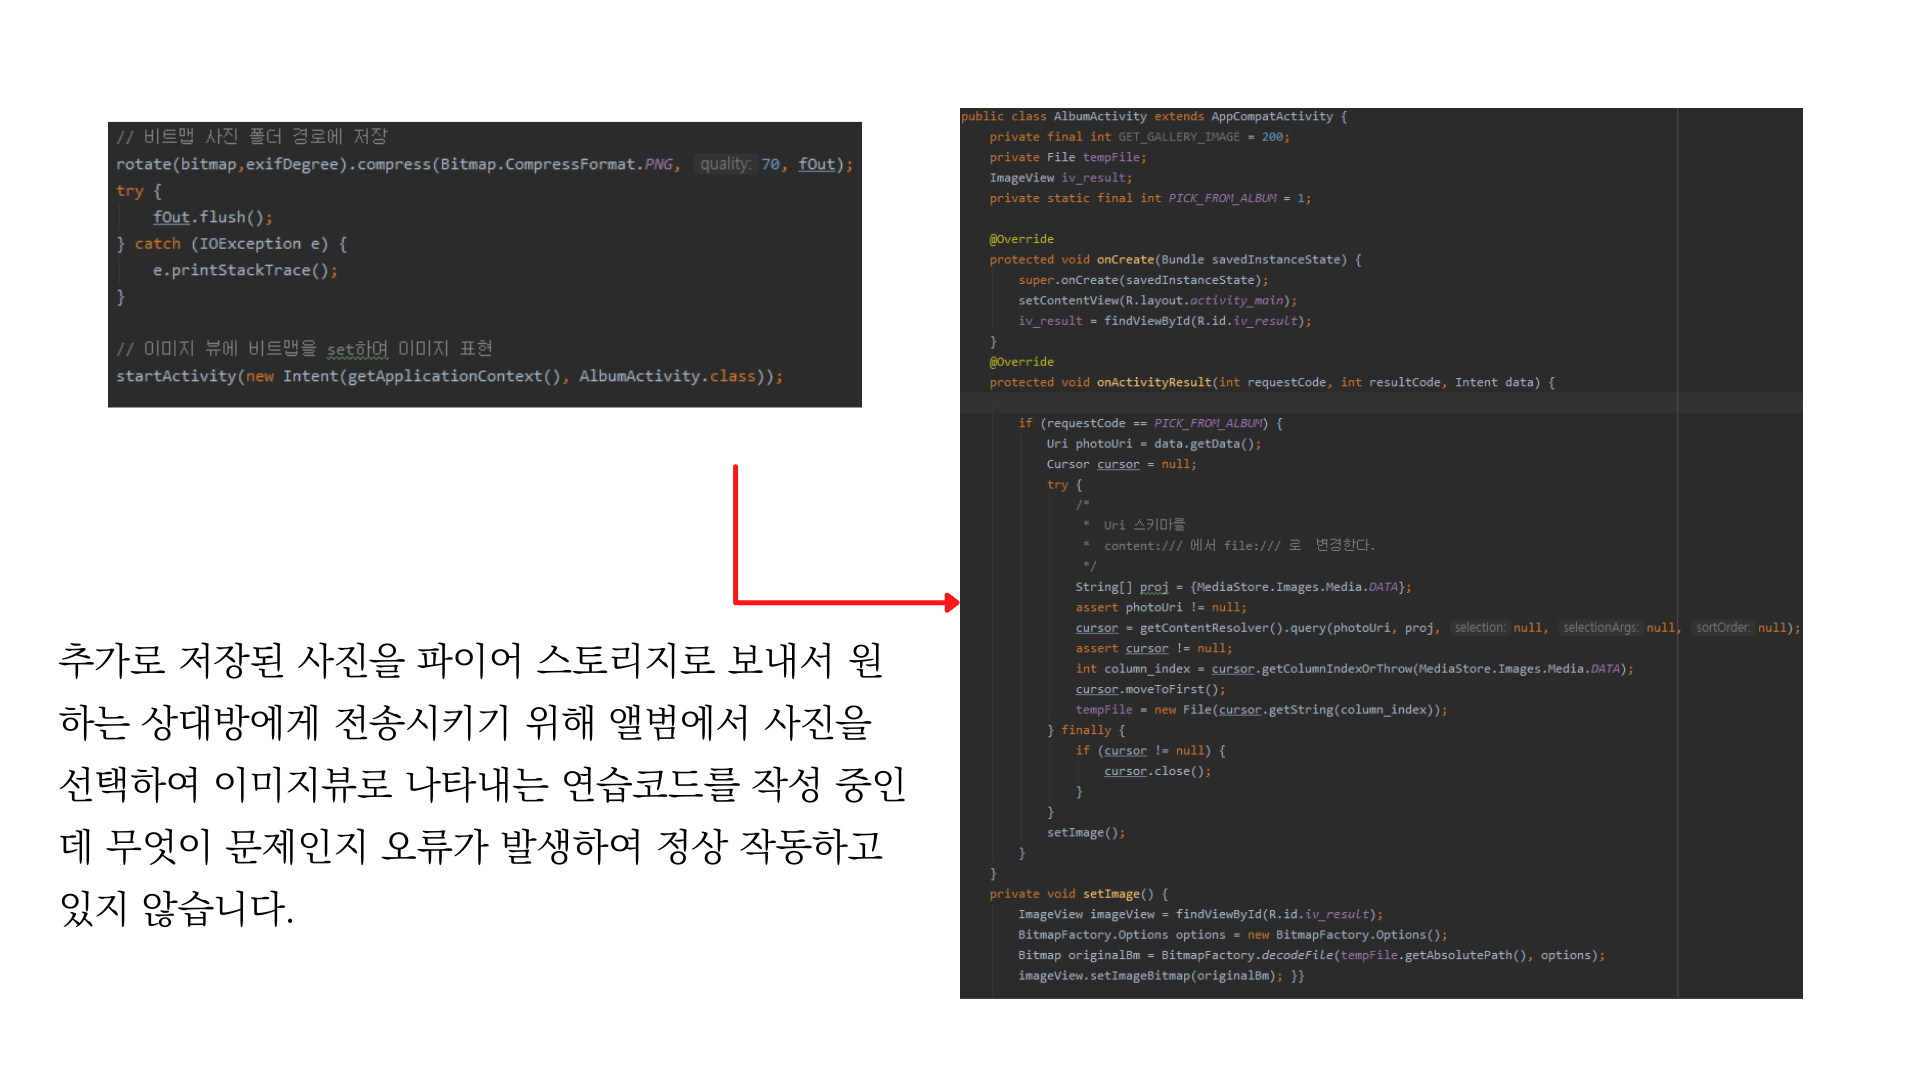 // 비트맵 사진 폴더 경로에 저장
rotate(bitmap,exifDegree).compress(Bitmap.CompressFormat.PNG, quality: 70, fOut);
try {
fOut.flush();
} catch (IOException e) {
e.printStackTrace();
}
// 이미지 뷰에 비트맵을 set하여 이미지 표현
startActivity(new Intent(getApplicationContext(), AlbumActivity.class));
추가로 저장된 사진을 파이어 스토리지로 보내서 원
하는 상대방에게 전송시키기 위해 앨범에서 사진을
선택하여 이미지뷰로 나타내는 연습코드를 작성 중인
데 무엇이 문제인지 오류가 발생하여 정상 작동하고
있지 않습니다.
public class AlbumActivity extends AppCompatActivity {
private final int GET_GALLERY_IMAGE = 200;
private File tempFile;
ImageView iv_result;
private static final int PICK_FROM_ALBUM = 1;
@Override
protected void onCreate(Bundle savedInstanceState) {
super.onCreate(savedInstanceState);
setContentView(R.layout.activity_main);
iv_result = findViewById(R.id.iv_result);
}
@Override
protected void onActivityResult(int requestCode, int resultCode, Intent data) {
if (requestCode == PICK_FROM_ALBUM) {
Uri photoUri = data.getData();
Cursor cursor = null;
try {
/*
* Uri 스키마를
* content:/// 에서 file:/// 로 변경한다.
*/
String[] proj = {MediaStore.Images.Media.DATA};
assert photoUri != null;
cursor = getContentResolver().query(photoUri, proj, selection: null, selectionArgs: null, sortOrder: null);
assert cursor != null;
int column_index = cursor.getColumnIndexOrThrow(MediaStore.Images.Media.DATA);
cursor.moveToFirst();
tempFile = new File(cursor.getString(column_index));
} finally {
if (cursor != null) {
cursor.close();
}
}
setImage();
}
}
private void setImage() {
ImageView imageView = findViewById(R.id.iv_result);
BitmapFactory.Options options = new BitmapFactory.Options();
Bitmap originalBm = BitmapFactory.decodeFile(tempFile.getAbsolutePath(), options);
imageView.setImageBitmap(originalBm); }}